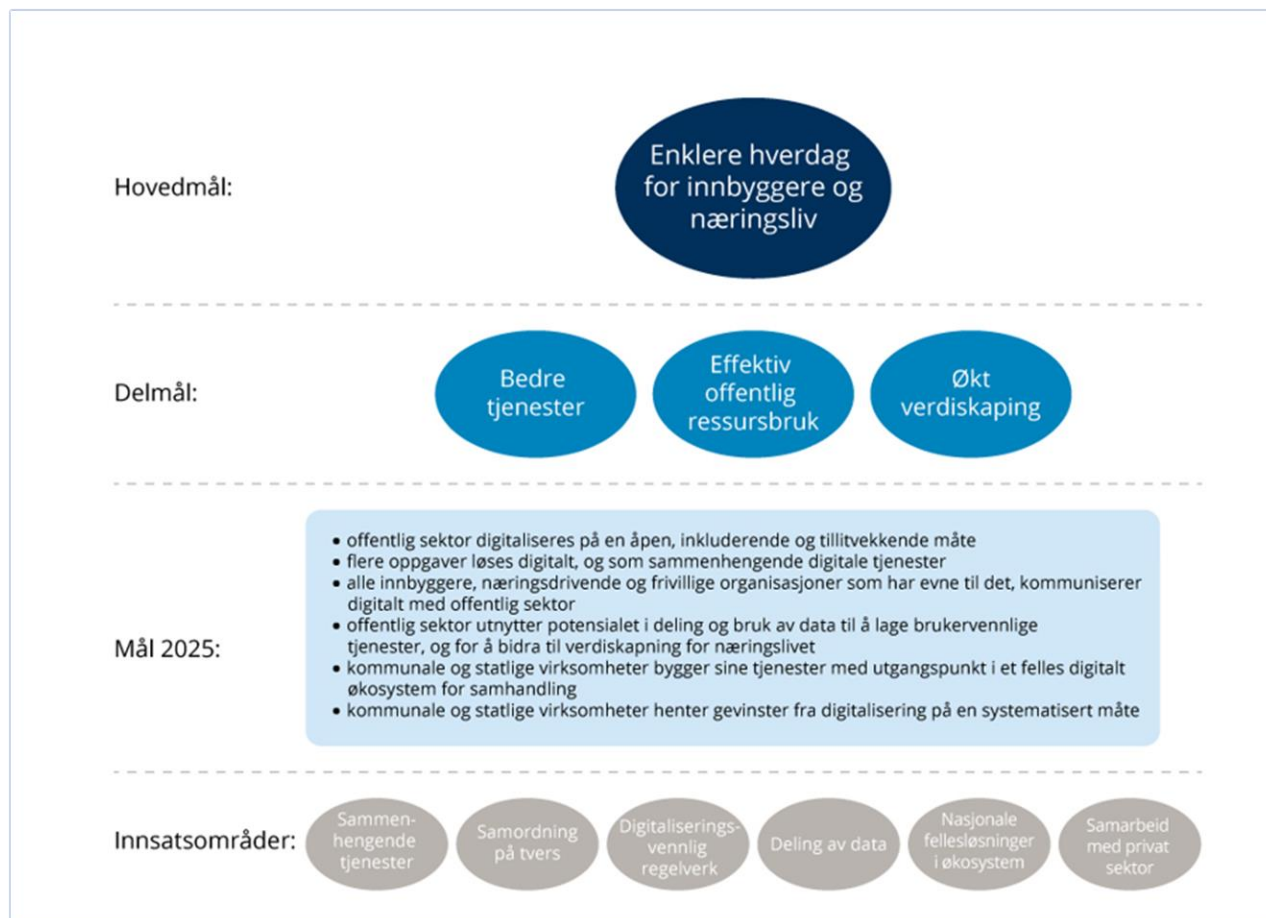 Hovedmål:
Enklere hverdag
for innbyggere og
næringsliv
Delmål:
Bedre
tjenester
Effektiv
offentlig
ressursbruk
Økt
verdiskaping
Mål 2025:
• offentlig sektor digitaliseres på en åpen, inkluderende og tillitvekkende måte
• flere oppgaver løses digitalt, og som sammenhengende digitale tjenester
• alle innbyggere, næringsdrivende og frivillige organisasjoner som har evne til det, kommuniserer
digitalt med offentlig sektor
• offentlig sektor utnytter potensialet i deling og bruk av data til å lage brukervennlige
tjenester, og for å bidra til verdiskapning for næringslivet
• kommunale og statlige virksomheter bygger sine tjenester med utgangspunkt i et felles digitalt
økosystem for samhandling
• kommunale og statlige virksomheter henter gevinster fra digitalisering på en systematisert måte
Innsatsområder:
Sammen-
hengende
tjenester
Samordning
på tvers
Digitaliserings-
vennlig
regelverk
Deling av data
Nasjonale
fellesløsninger
i økosystem
Samarbeid
med privat
sektor